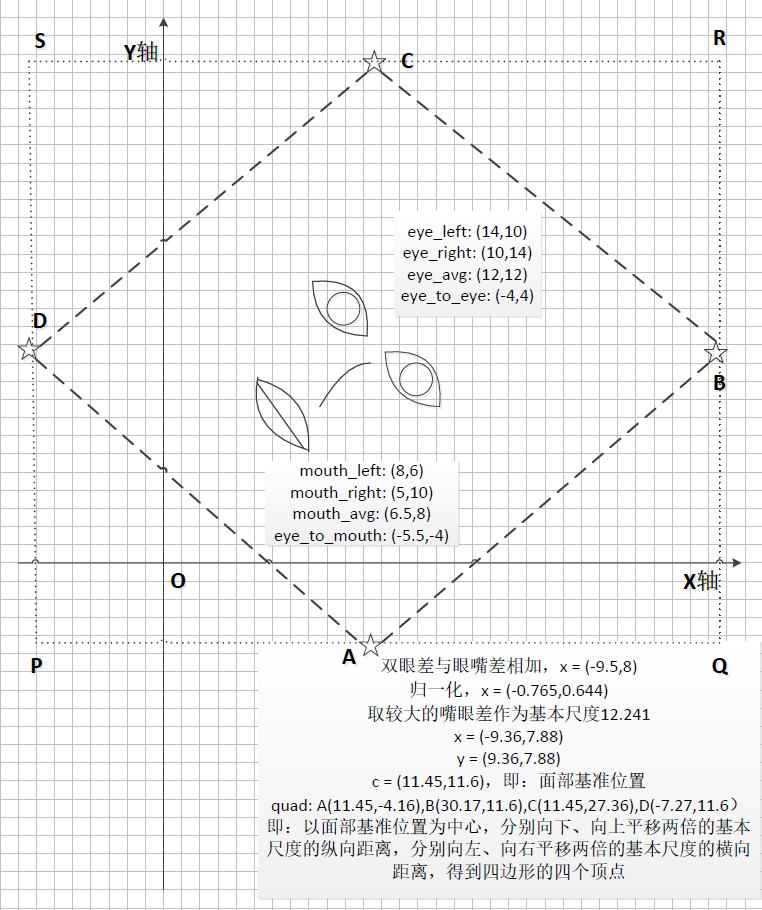 S
Y轴
C
R
eye_left: (14,10)
eye_right: (10,14)
eye_avg: (12,12)
eye_to_eye: (-4,4)
D
B
mouth_left: (8,6)
mouth_right: (5,10)
mouth_avg: (6.5,8)
eye_to_mouth: (-5.5,-4)
O
X轴
P
A
Q
双眼差与眼嘴差相加，x = (-9.5,8)
归一化，x = (-0.765,0.644)
取较大的嘴眼差作为基本尺度12.241
x = (-9.36,7.88)
y = (9.36,7.88)
c = (11.45,11.6)，即：面部基准位置
quad: A(11.45,-4.16),B(30.17,11.6),C(11.45,27.36),D(-7.27,11.6）
即：以面部基准位置为中心，分别向下、向上平移两倍的基本
尺度的纵向距离，分别向左、向右平移两倍的基本尺度的横向
距离，得到四边形的四个顶点